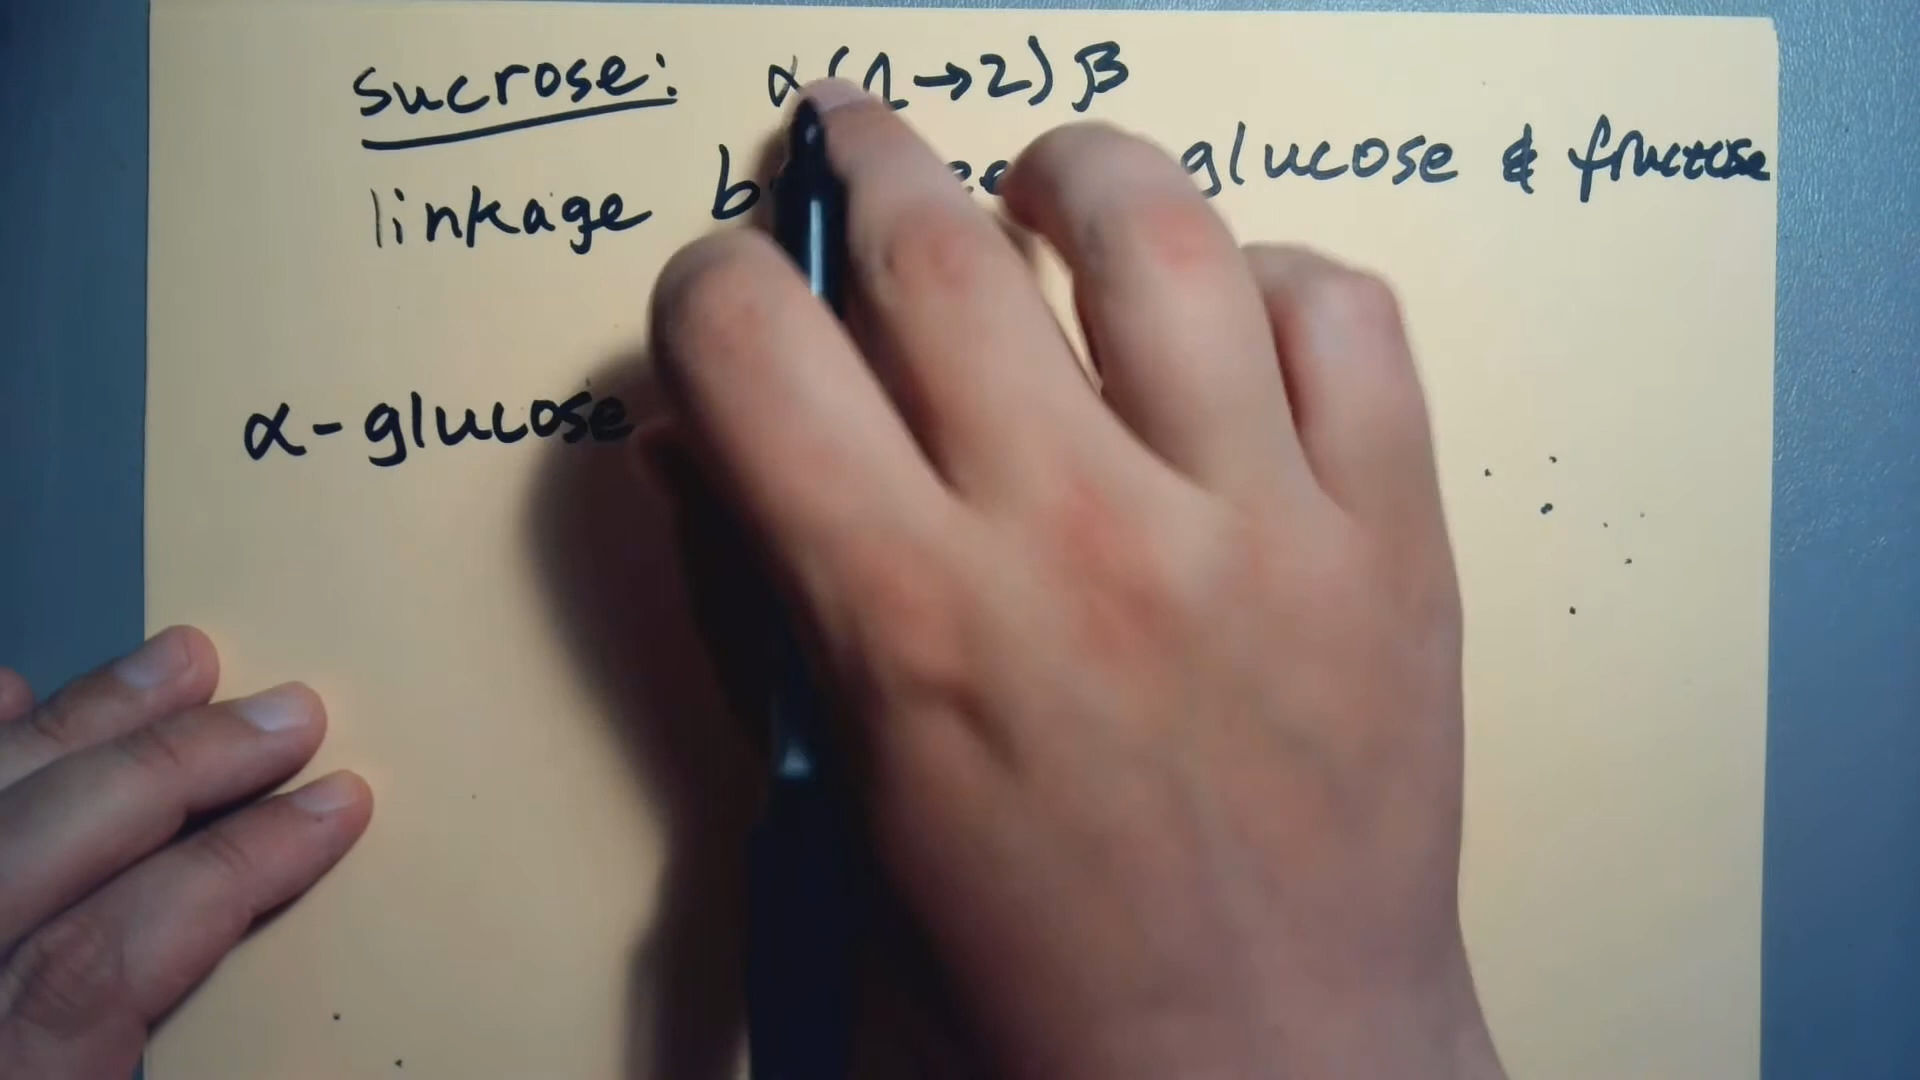 sucrose: α(1→2)β
linkage glucose & fructose
α-glucose